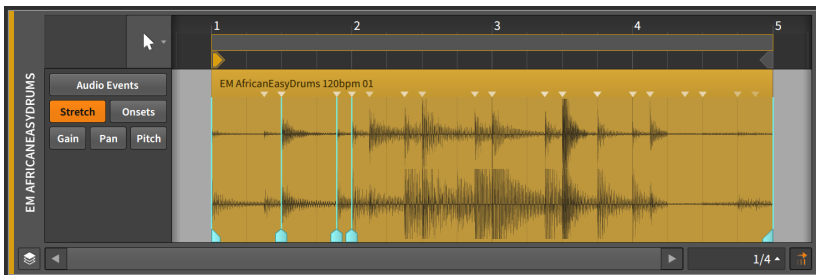 1 2 3 4 5
EM AFRICANEASYDRUMS
Audio Events
EM AfricanEasyDrums 120bpm 01
Stretch Onsets
Gain Pan Pitch
1/4